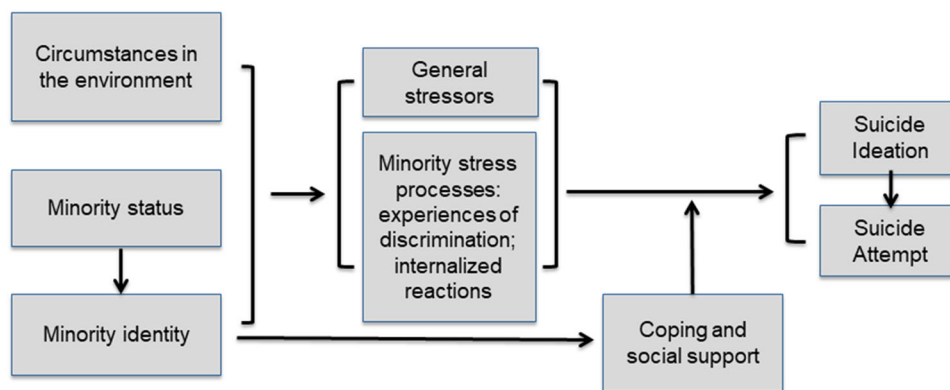 Circumstances in
the environment
Minority status
Minority identity
General
stressors
Minority stress
processes:
experiences of
discrimination;
internalized
reactions
Coping and
social support
Suicide
Ideation
Suicide
Attempt